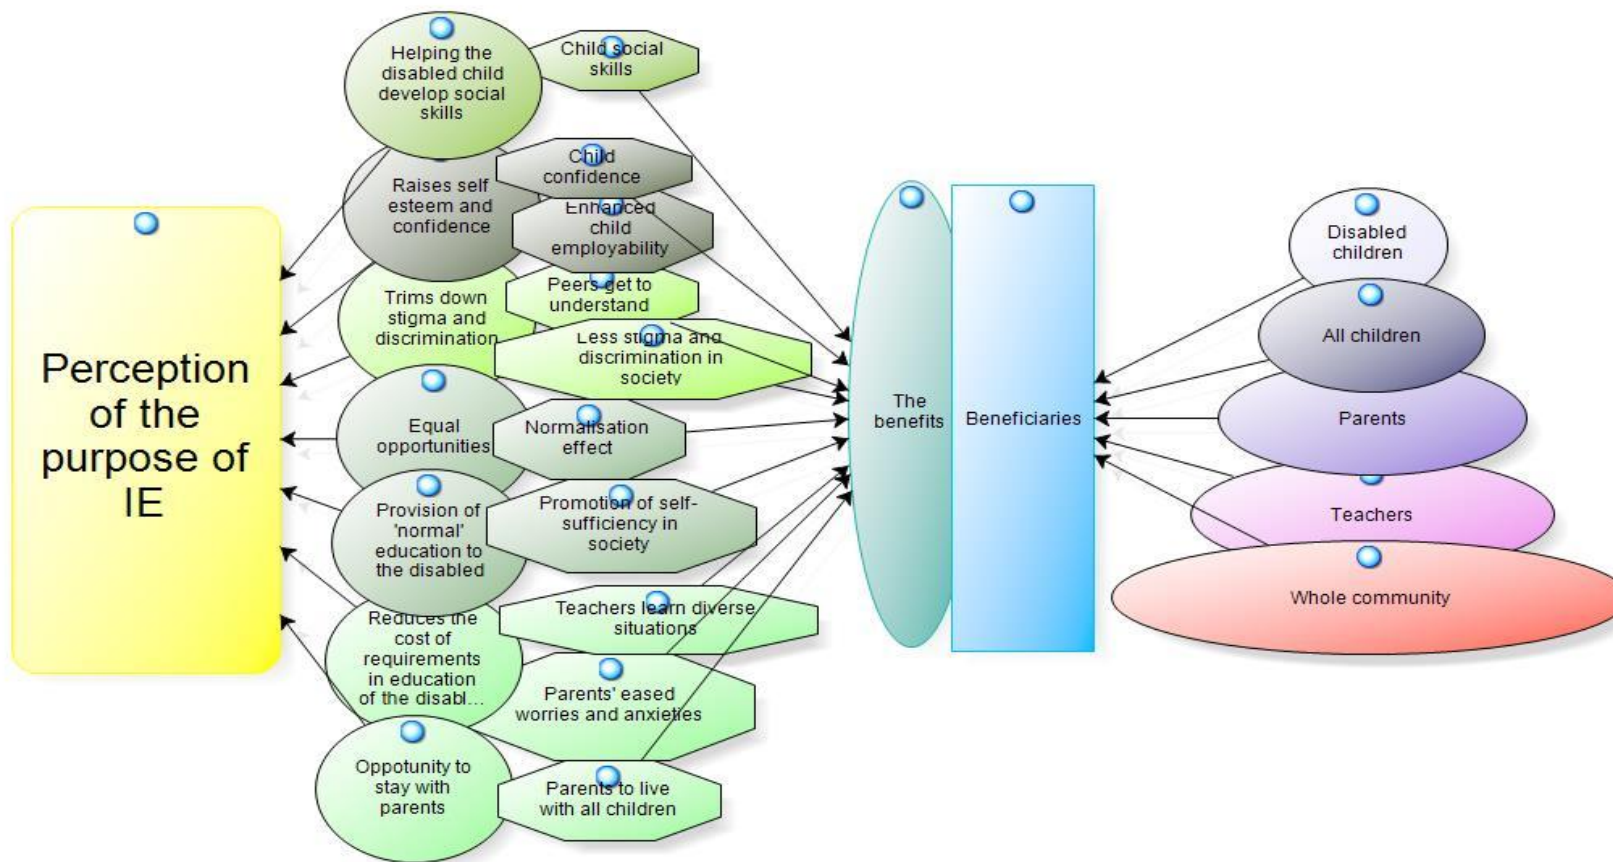 Perception
of the
purpose of
IE
Helping the
disabled child
develop social
skills
Raises self
esteem and
confidence
Trims down
stigma and
discrimination
Equal
opportunities
Provision of
'normal'
education to
the disabled
Reduces the
cost of
requirements
in education
of the disabl...
Oppotunity to
stay with
parents
Child social
skills
Child
confidence
Enhanced
child
employability
Peers get to
understand
Less stigma and
discrimination in
society
Normalisation
effect
Promotion of self-
sufficiency in
society
Teachers learn diverse
situations
Parents' eased
worries and anxieties
Parents to live
with all children
The
benefits
Beneficiaries
Disabled
children
All children
Parents
Teachers
Whole community